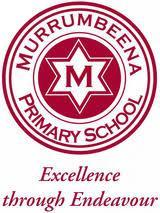 MURRUMBEENA
M
PRIMARY SCHOOL
Excellence
through Endeavour